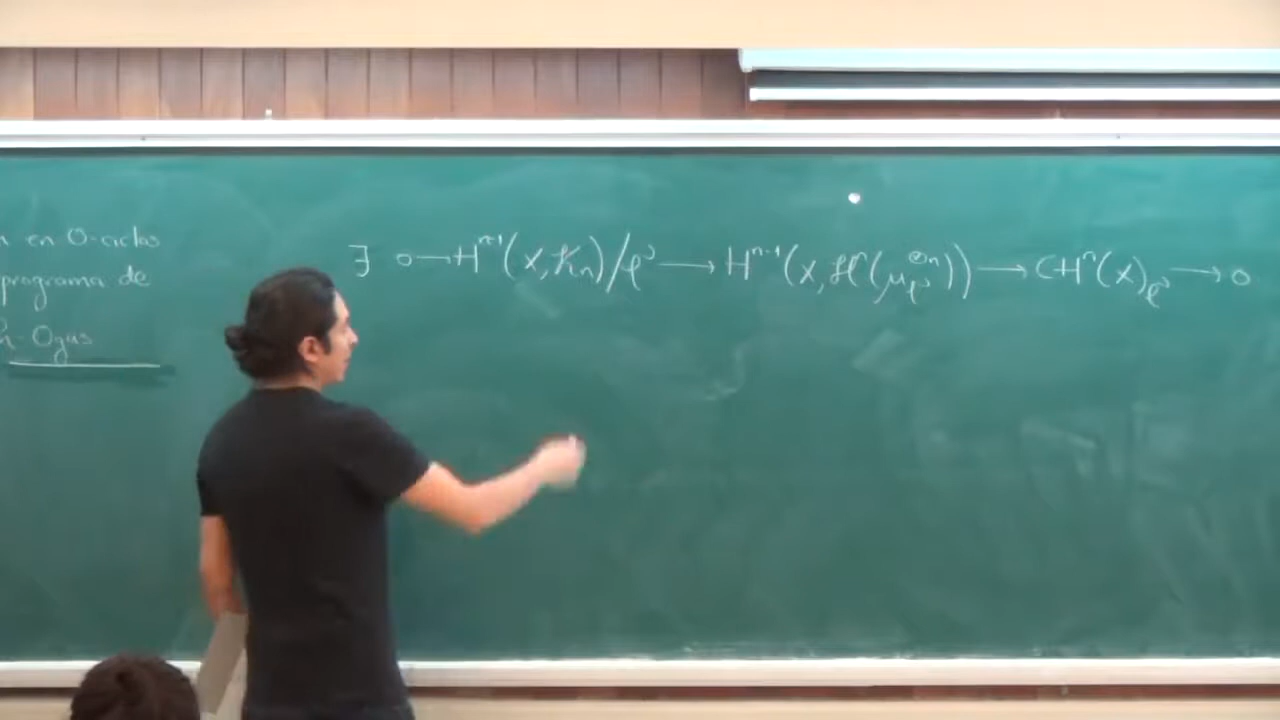 en 0-ciclos
programa de
Ogus
∃ 0 → H^{n-1}(X, K_n)/ℓ^ν → H^{n-1}(X, ℋ^n(μ_{ℓ^ν}^{⊗n})) → CH^n(X)_{ℓ^ν} → 0